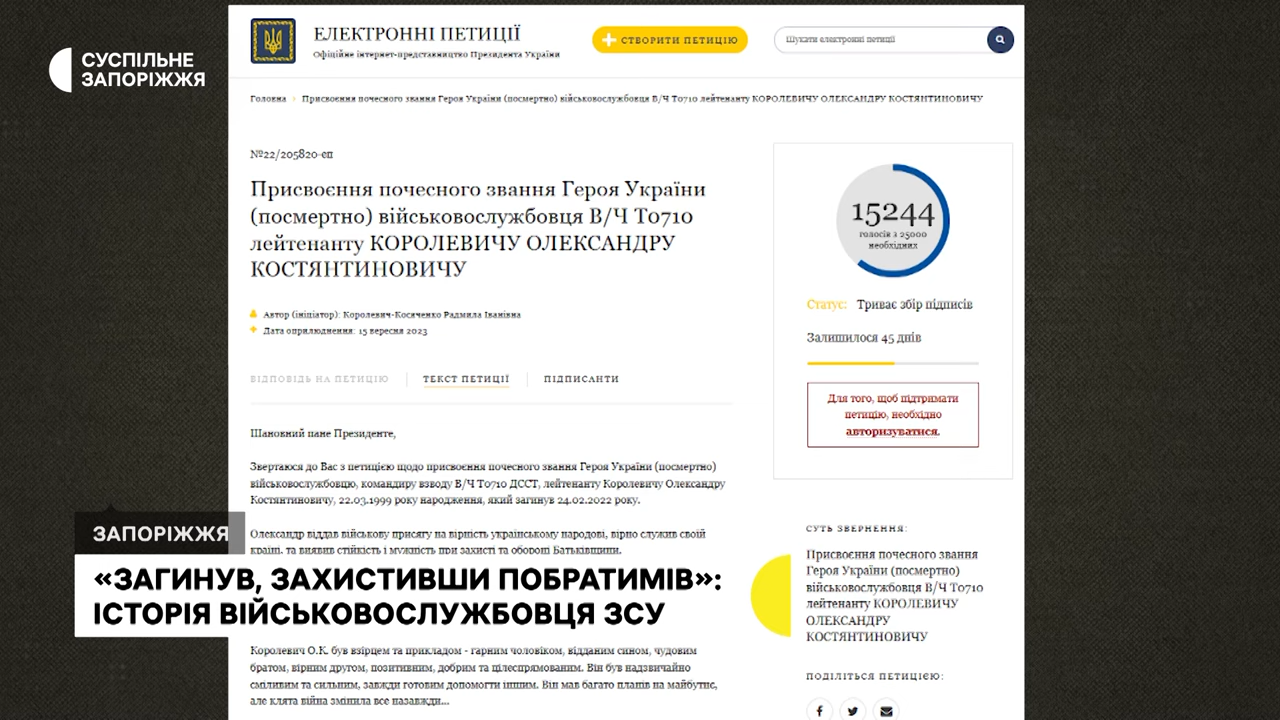 СУСПІЛЬНЕ
ЗАПОРІЖЖЯ
ЕЛЕКТРОННІ ПЕТИЦІЇ
Офіційне інтернет-представництво Президента України
СТВОРИТИ ПЕТИЦІЮ
Шукати електронні петиції
Головна
Присвоєння почесного звання Героя України (посмертно) військовослужбовця В/Ч Т0710 лейтенанту КОРОЛЕВИЧУ ОЛЕКСАНДРУ КОСТЯНТИНОВИЧУ
№22/205820-еп
Присвоєння почесного звання Героя України
(посмертно) військовослужбовця В/Ч Т0710
лейтенанту КОРОЛЕВИЧУ ОЛЕКСАНДРУ
КОСТЯНТИНОВИЧУ
Автор (ініціатор): Королевич-Косяченко Радмила Іванівна
Дата оприлюднення: 15 вересня 2023
ВІДПОВІДЬ НА ПЕТИЦІЮ
ТЕКСТ ПЕТИЦІЇ
ПІДПИСАНТИ
Шановний пане Президенте,
Звертаюся до Вас з петицією щодо присвоєння почесного звання Героя України (посмертно)
військовослужбовцю, командиру взводу В/Ч Т0710 ДССТ, лейтенанту Королевичу Олександру
Костянтиновичу, 22.03.1999 року народження, який загинув 24.02.2022 року.
Олександр віддав військову присягу на вірність українському народові, вірно служив своїй
країні, та виявив стійкість і мужність при захисті та обороні Батьківщини.
Королевич О.К. був взірцем та прикладом - гарним чоловіком, відданим сином, чудовим
братом, вірним другом, позитивним, добрим та цілеспрямованим. Він був надзвичайно
сміливим та сильним, завжди готовим допомогти іншим. Він мав багато планів на майбутнє,
але клята війна змінила все назавжди...
15244
голосів з 25000
необхідних
Статус: Триває збір підписів
Залишилося 45 днів
Для того, щоб підтримати
петицію, необхідно
авторизуватися.
СУТЬ ЗВЕРНЕННЯ:
Присвоєння почесного звання
Героя України (посмертно)
військовослужбовця В/Ч Т0710
лейтенанту КОРОЛЕВИЧУ
ОЛЕКСАНДРУ
КОСТЯНТИНОВИЧУ
ПОДІЛІТЬСЯ ПЕТИЦІЄЮ:
ЗАПОРІЖЖЯ
«ЗАГИНУВ, ЗАХИСТИВШИ ПОБРАТИМІВ»:
ІСТОРІЯ ВІЙСЬКОВОСЛУЖБОВЦЯ ЗСУ